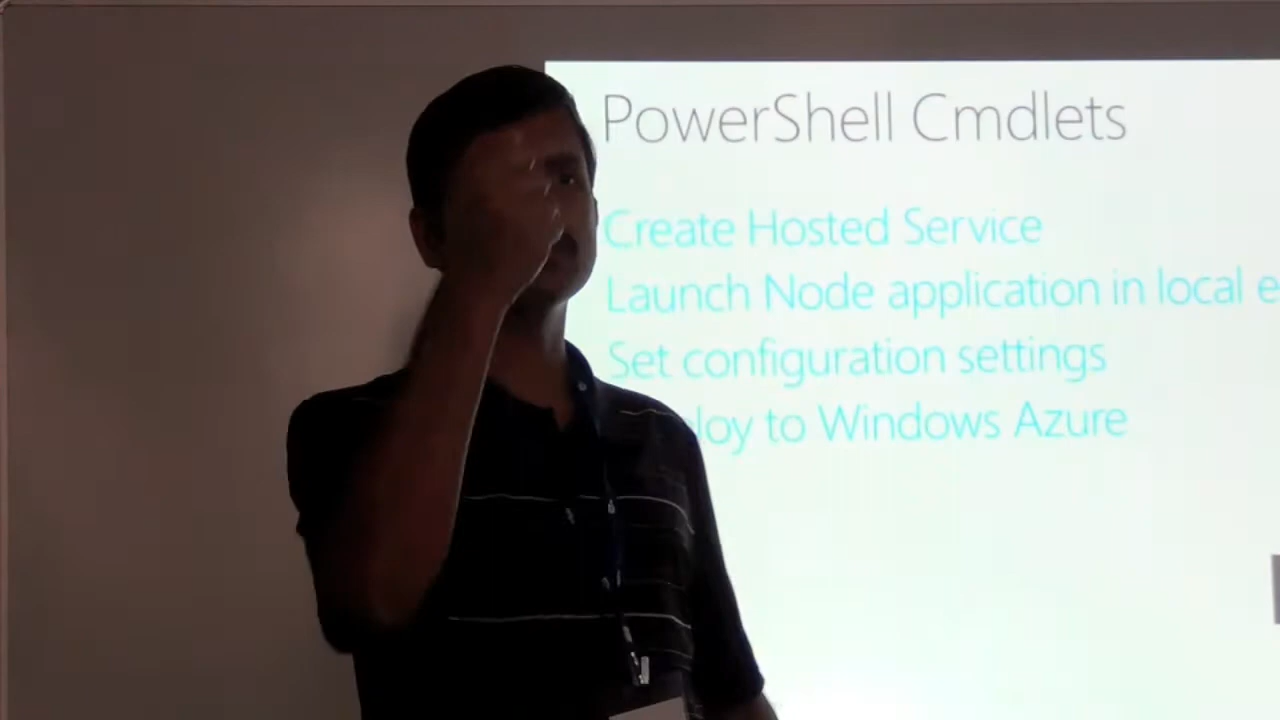 PowerShell Cmdlets
Create Hosted Service
Launch Node application in local
Set configuration settings
to Windows Azure